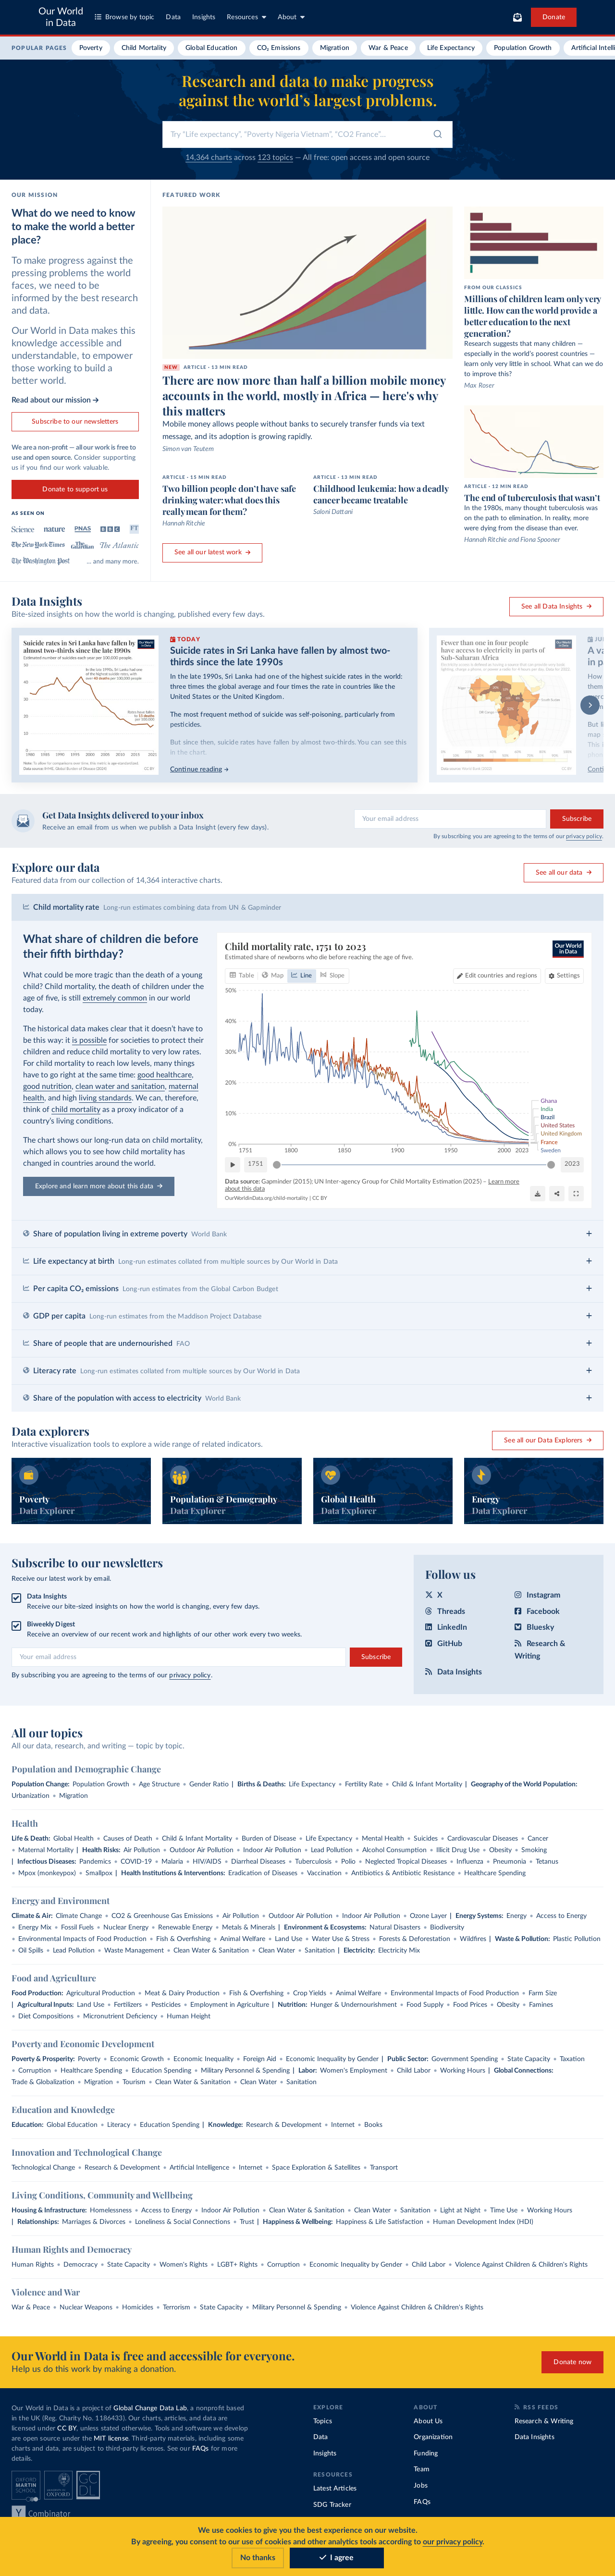 Our World
in Data
Browse by topic
Data
Insights
Resources
About
Donate
POPULAR PAGES
Poverty
Child Mortality
Global Education
CO₂ Emissions
Migration
War & Peace
Life Expectancy
Population Growth
Artificial Intelli
Research and data to make progress
against the world’s largest problems.
Try "Life expectancy", "Poverty Nigeria Vietnam", "CO2 France"...
14,364 charts across 123 topics — All free: open access and open source
OUR MISSION
What do we need to know
to make the world a better
place?
To make progress against the
pressing problems the world
faces, we need to be
informed by the best research
and data.
Our World in Data makes this
knowledge accessible and
understandable, to empower
those working to build a
better world.
Read about our mission →
Subscribe to our newsletters
We are a non-profit — all our work is free to
use and open source. Consider supporting
us if you find our work valuable.
Donate to support us
AS SEEN ON
Science
nature
PNAS
BBC
FT
The New York Times
The Guardian
The Atlantic
The Washington Post
... and many more.
FEATURED WORK
NEW ARTICLE - 13 MIN READ
There are now more than half a billion mobile money
accounts in the world, mostly in Africa — here's why
this matters
Mobile money allows people without banks to securely transfer funds via text
message, and its adoption is growing rapidly.
Simon van Teutem
ARTICLE - 15 MIN READ
Two billion people don’t have safe
drinking water: what does this
really mean for them?
Hannah Ritchie
ARTICLE - 13 MIN READ
Childhood leukemia: how a deadly
cancer became treatable
Saloni Dattani
See all our latest work →
FROM OUR CLASSICS
Millions of children learn only very
little. How can the world provide a
better education to the next
generation?
Research suggests that many children —
especially in the world’s poorest countries —
learn only very little in school. What can we do
to improve this?
Max Roser
ARTICLE - 12 MIN READ
The end of tuberculosis that wasn’t
In the 1980s, many thought tuberculosis was
on the path to elimination. In reality, more
were dying from the disease than ever.
Hannah Ritchie and Fiona Spooner
Data Insights
Bite-sized insights on how the world is changing, published every few days.
See all Data Insights →
Suicide rates in Sri Lanka have fallen by
almost two-thirds since the late 1990s
TODAY
Suicide rates in Sri Lanka have fallen by almost two-
thirds since the late 1990s
In the late 1990s, Sri Lanka had one of the highest suicide rates in the world:
three times the global average and four times the rate in countries like the
United States or the United Kingdom.
The most frequent method of suicide was self-poisoning, particularly from
pesticides.
But since then, suicide rates have fallen by almost two-thirds. You can see this
in the chart.
Continue reading →
Fewer than one in four people
have access to electricity in parts of
Sub-Saharan Africa
Get Data Insights delivered to your inbox
Receive an email from us when we publish a Data Insight (every few days).
Your email address
Subscribe
By subscribing you are agreeing to the terms of our privacy policy.
Explore our data
Featured data from our collection of 14,364 interactive charts.
See all our data →
Child mortality rate Long-run estimates combining data from UN & Gapminder
What share of children die before
their fifth birthday?
What could be more tragic than the death of a young
child? Child mortality, the death of children under the
age of five, is still extremely common in our world
today.
The historical data makes clear that it doesn’t have to
be this way: it is possible for societies to protect their
children and reduce child mortality to very low rates.
For child mortality to reach low levels, many things
have to go right at the same time: good healthcare,
good nutrition, clean water and sanitation, maternal
health, and high living standards. We can, therefore,
think of child mortality as a proxy indicator of a
country’s living conditions.
The chart shows our long-run data on child mortality,
which allows you to see how child mortality has
changed in countries around the world.
Explore and learn more about this data →
Child mortality rate, 1751 to 2023
Estimated share of newborns who die before reaching the age of five.
Our World
in Data
Table
Map
Line
Slope
Edit countries and regions
Settings
50%
40%
30%
20%
10%
0%
1751
1800
1850
1900
1950
2000
2023
Ghana
India
Brazil
United States
United Kingdom
France
Sweden
1751
2023
Data source: Gapminder (2015); UN Inter-agency Group for Child Mortality Estimation (2025) – Learn more
about this data
OurWorldinData.org/child-mortality | CC BY
Share of population living in extreme poverty World Bank
Life expectancy at birth Long-run estimates collated from multiple sources by Our World in Data
Per capita CO₂ emissions Long-run estimates from the Global Carbon Budget
GDP per capita Long-run estimates from the Maddison Project Database
Share of people that are undernourished FAO
Literacy rate Long-run estimates collated from multiple sources by Our World in Data
Share of the population with access to electricity World Bank
Data explorers
Interactive visualization tools to explore a wide range of related indicators.
See all our Data Explorers →
Poverty
Data Explorer
Population & Demography
Data Explorer
Global Health
Data Explorer
Energy
Data Explorer
Subscribe to our newsletters
Receive our latest work by email.
Data Insights
Receive our bite-sized insights on how the world is changing, every few days.
Biweekly Digest
Receive an overview of our recent work and highlights of our other work every two weeks.
Your email address
Subscribe
By subscribing you are agreeing to the terms of our privacy policy.
Follow us
X
Instagram
Threads
Facebook
LinkedIn
Bluesky
GitHub
Research &
Writing
Data Insights
All our topics
All our data, research, and writing — topic by topic.
Population and Demographic Change
Population Change: Population Growth • Age Structure • Gender Ratio | Births & Deaths: Life Expectancy • Fertility Rate • Child & Infant Mortality | Geography of the World Population:
Urbanization • Migration
Health
Life & Death: Global Health • Causes of Death • Child & Infant Mortality • Burden of Disease • Life Expectancy • Mental Health • Suicides • Cardiovascular Diseases • Cancer
• Maternal Mortality | Health Risks: Air Pollution • Outdoor Air Pollution • Indoor Air Pollution • Lead Pollution • Alcohol Consumption • Illicit Drug Use • Obesity • Smoking
| Infectious Diseases: Pandemics • COVID-19 • Malaria • HIV/AIDS • Diarrheal Diseases • Tuberculosis • Polio • Neglected Tropical Diseases • Influenza • Pneumonia • Tetanus
• Mpox (monkeypox) • Smallpox | Health Institutions & Interventions: Eradication of Diseases • Vaccination • Antibiotics & Antibiotic Resistance • Healthcare Spending
Energy and Environment
Climate & Air: Climate Change • CO2 & Greenhouse Gas Emissions • Air Pollution • Outdoor Air Pollution • Indoor Air Pollution • Ozone Layer | Energy Systems: Energy • Access to Energy
• Energy Mix • Fossil Fuels • Nuclear Energy • Renewable Energy • Metals & Minerals | Environment & Ecosystems: Natural Disasters • Biodiversity
• Environmental Impacts of Food Production • Fish & Overfishing • Animal Welfare • Land Use • Water Use & Stress • Forests & Deforestation • Wildfires | Waste & Pollution: Plastic Pollution
• Oil Spills • Lead Pollution • Waste Management • Clean Water & Sanitation • Clean Water • Sanitation | Electricity: Electricity Mix
Food and Agriculture
Food Production: Agricultural Production • Meat & Dairy Production • Fish & Overfishing • Crop Yields • Animal Welfare • Environmental Impacts of Food Production • Farm Size
| Agricultural Inputs: Land Use • Fertilizers • Pesticides • Employment in Agriculture | Nutrition: Hunger & Undernourishment • Food Supply • Food Prices • Obesity • Famines
• Diet Compositions • Micronutrient Deficiency • Human Height
Poverty and Economic Development
Poverty & Prosperity: Poverty • Economic Growth • Economic Inequality • Foreign Aid • Economic Inequality by Gender | Public Sector: Government Spending • State Capacity • Taxation
• Corruption • Healthcare Spending • Education Spending • Military Personnel & Spending | Labor: Women's Employment • Child Labor • Working Hours | Global Connections:
Trade & Globalization • Migration • Tourism • Clean Water & Sanitation • Clean Water • Sanitation
Education and Knowledge
Education: Global Education • Literacy • Education Spending | Knowledge: Research & Development • Internet • Books
Innovation and Technological Change
Technological Change • Research & Development • Artificial Intelligence • Internet • Space Exploration & Satellites • Transport
Living Conditions, Community and Wellbeing
Housing & Infrastructure: Homelessness • Access to Energy • Indoor Air Pollution • Clean Water & Sanitation • Clean Water • Sanitation • Light at Night • Time Use • Working Hours
| Relationships: Marriages & Divorces • Loneliness & Social Connections • Trust | Happiness & Wellbeing: Happiness & Life Satisfaction • Human Development Index (HDI)
Human Rights and Democracy
Human Rights • Democracy • State Capacity • Women's Rights • LGBT+ Rights • Corruption • Economic Inequality by Gender • Child Labor • Violence Against Children & Children's Rights
Violence and War
War & Peace • Nuclear Weapons • Homicides • Terrorism • State Capacity • Military Personnel & Spending • Violence Against Children & Children's Rights
Our World in Data is free and accessible for everyone.
Help us do this work by making a donation.
Donate now
Our World in Data is a project of Global Change Data Lab, a nonprofit based
in the UK (Reg. Charity No. 1186433). Our charts, articles, and data are
licensed under CC BY, unless stated otherwise. Tools and software we develop
are open source under the MIT license. Third-party materials, including some
charts and data, are subject to third-party licenses. See our FAQs for more
details.
OXFORD
MARTIN
SCHOOL
UNIVERSITY OF
OXFORD
GC
DL
Y Combinator
EXPLORE
Topics
Data
Insights
RESOURCES
Latest Articles
SDG Tracker
ABOUT
About Us
Organization
Funding
Team
Jobs
FAQs
RSS FEEDS
Research & Writing
Data Insights
We use cookies to give you the best experience on our website.
By agreeing, you consent to our use of cookies and other analytics tools according to our privacy policy.
No thanks
I agree